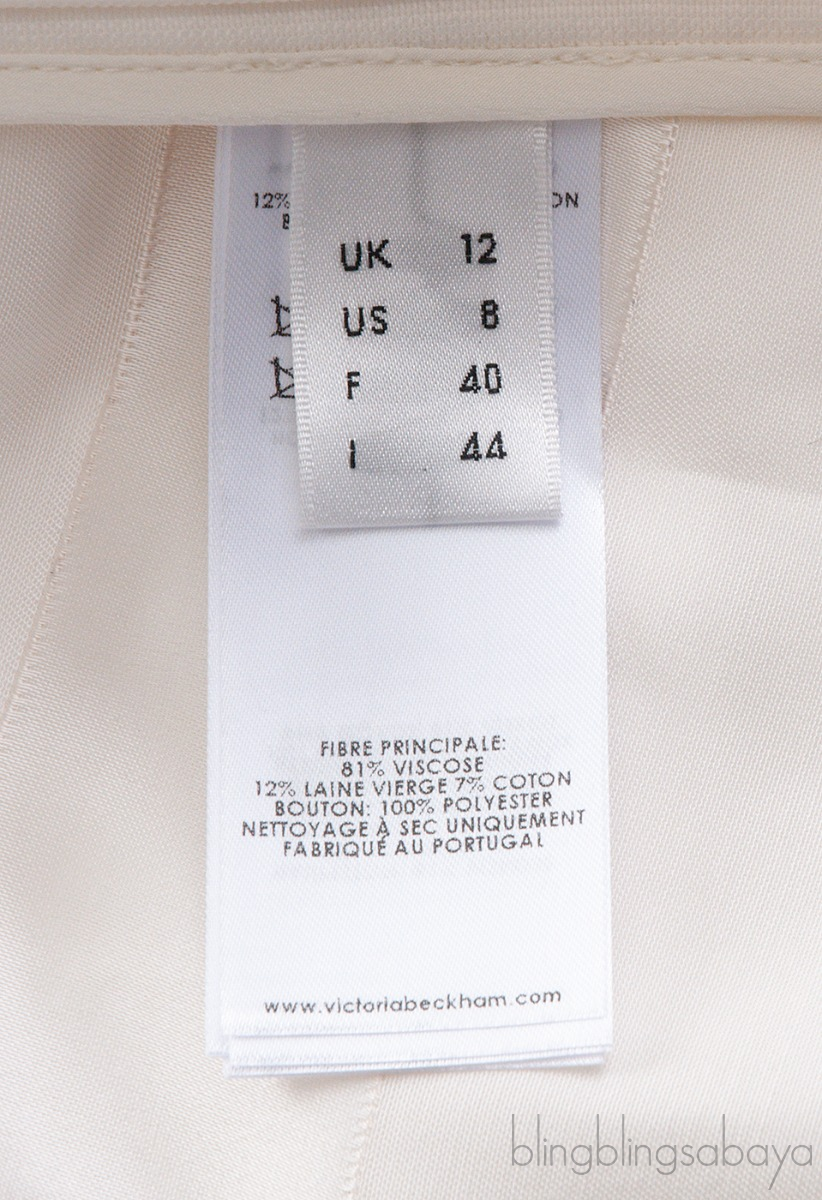 12%
UK 12
US 8
F 40
I 44
FIBRE PRINCIPALE:
81% VISCOSE
12% LAINE VIERGE 7% COTON
BOUTON: 100% POLYESTER
NETTOYAGE À SEC UNIQUEMENT
FABRIQUÉ AU PORTUGAL
www.victoriabeckham.com
blingblingsabaya